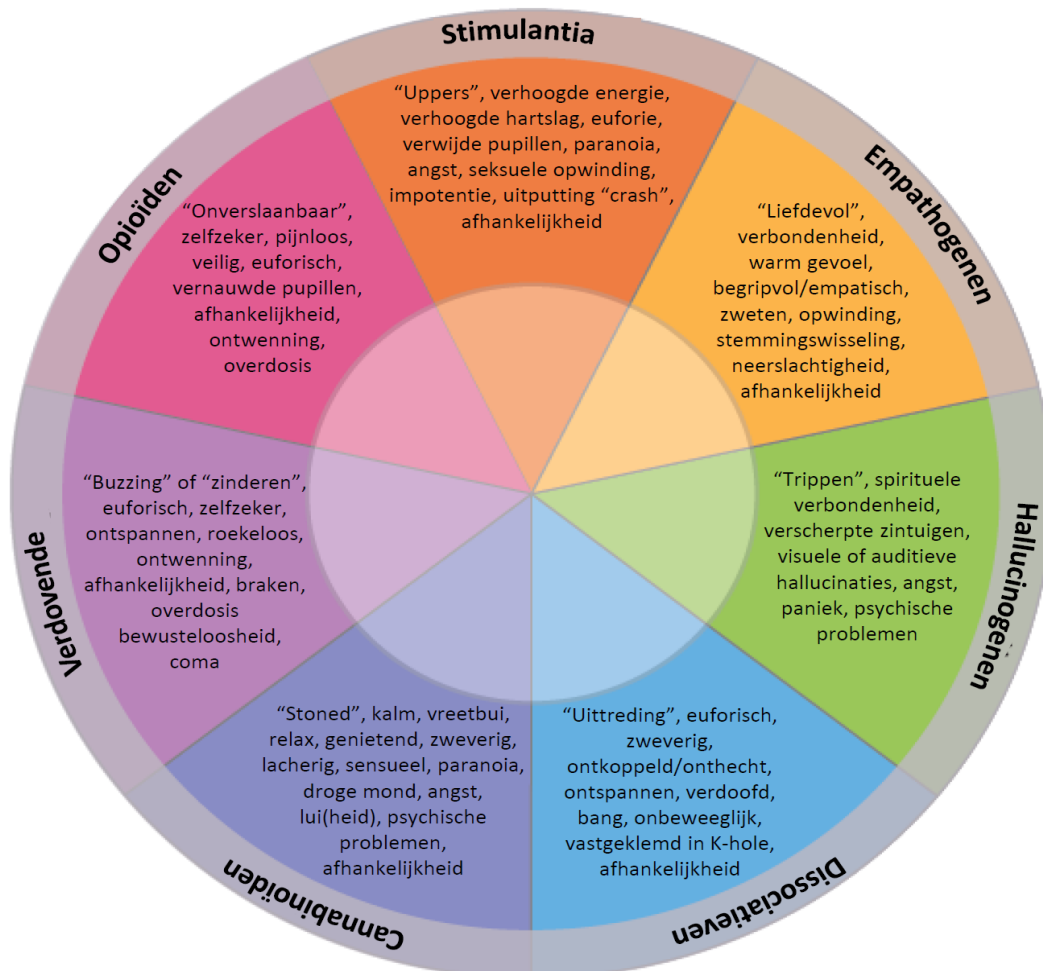 Stimulantia
“Uppers”, verhoogde energie,
verhoogde hartslag, euforie,
verwijde pupillen, paranoia,
angst, seksuele opwinding,
impotentie, uitputting “crash”,
afhankelijkheid
Empathogenen
“Liefdevol”,
verbondenheid,
warm gevoel,
begripvol/empatisch,
zweten, opwinding,
stemmingswisseling,
neerslachtigheid,
afhankelijkheid
Hallucinogenen
“Trippen”, spirituele
verbondenheid,
verscherpte zintuigen,
visuele of auditieve
hallucinaties, angst,
paniek, psychische
problemen
Dissociatieven
“Uittreding”, euforisch,
zweverig,
ontkoppeld/onthecht,
ontspannen, verdoofd,
bang, onbeweeglijk,
vastgeklemd in K-hole,
afhankelijkheid
Cannabinoïden
“Stoned”, kalm, vreetbui,
relax, genietend, zweverig,
lacherig, sensueel, paranoia,
droge mond, angst,
lui(heid), psychische
problemen,
afhankelijkheid
Verdovende
“Buzzing” of “zinderen”,
euforisch, zelfzeker,
ontspannen, roekeloos,
ontwenning,
afhankelijkheid, braken,
overdosis
bewusteloosheid,
coma
Opioïden
“Onverslaanbaar”,
zelfzeker, pijnloos,
veilig, euforisch,
vernauwde pupillen,
afhankelijkheid,
ontwenning,
overdosis